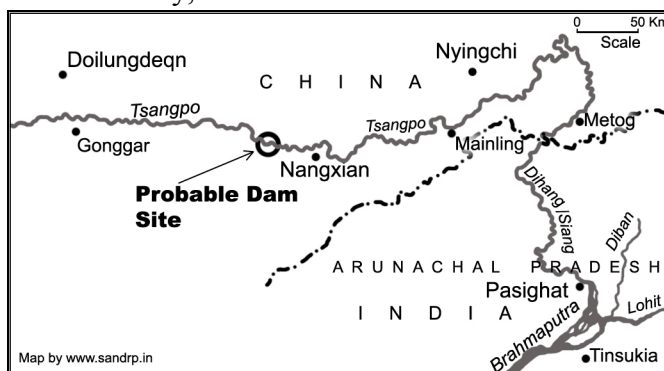 0 50 Km
Scale
Doilungdeqn
Nyingchi
C H I N A
Tsangpo
Tsangpo
Metog
Gonggar
Mainling
Nangxian
Probable Dam
Site
Dihang /Siang
Diban
A R U N A C H A L P R A D E S H
Pasighat
Lohit
I N D I A
Brahmaputra
Tinsukia
Map by www.sandrp.in